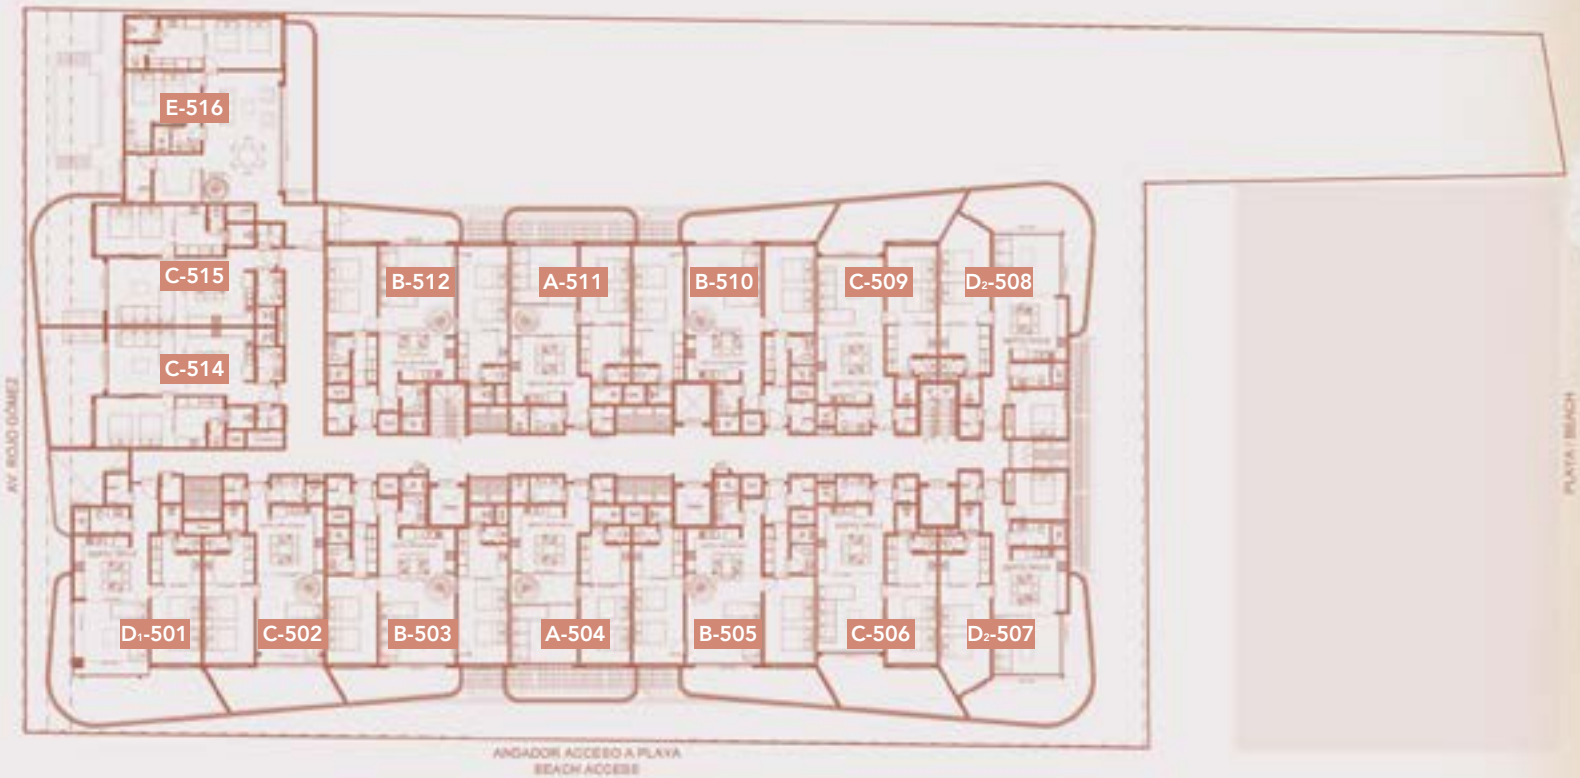 E-516
C-515
B-512
A-511
B-510
C-509
D2-508
C-514
AV. ROJO GÓMEZ
PLAYA / BEACH
D1-501
C-502
B-503
A-504
B-505
C-506
D2-507
ANDADOR ACCESO A PLAYA
BEACH ACCESS